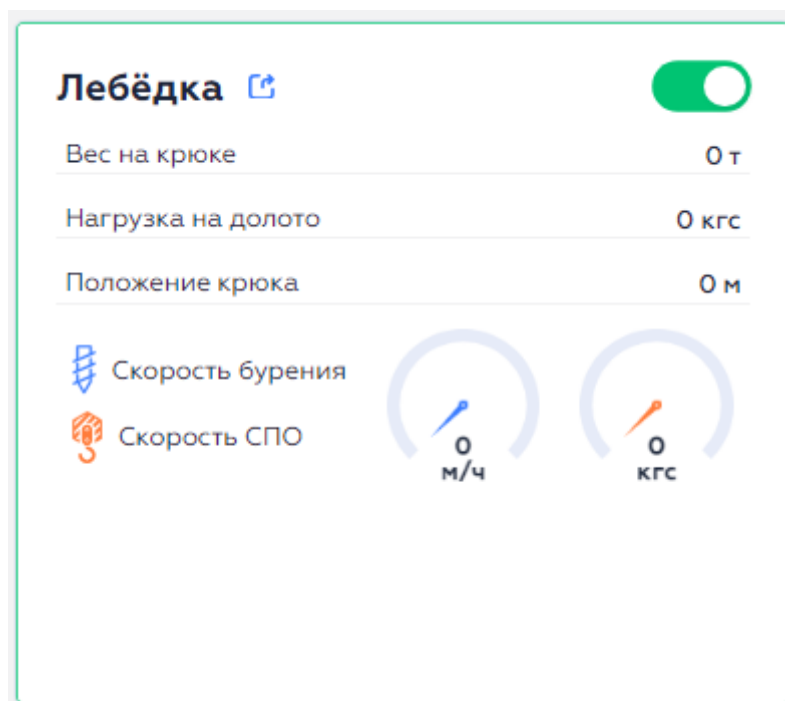 Лебёдка
Вес на крюке 0 т
Нагрузка на долото 0 кгс
Положение крюка 0 м
Скорость бурения
Скорость СПО
0
м/ч
0
кгс